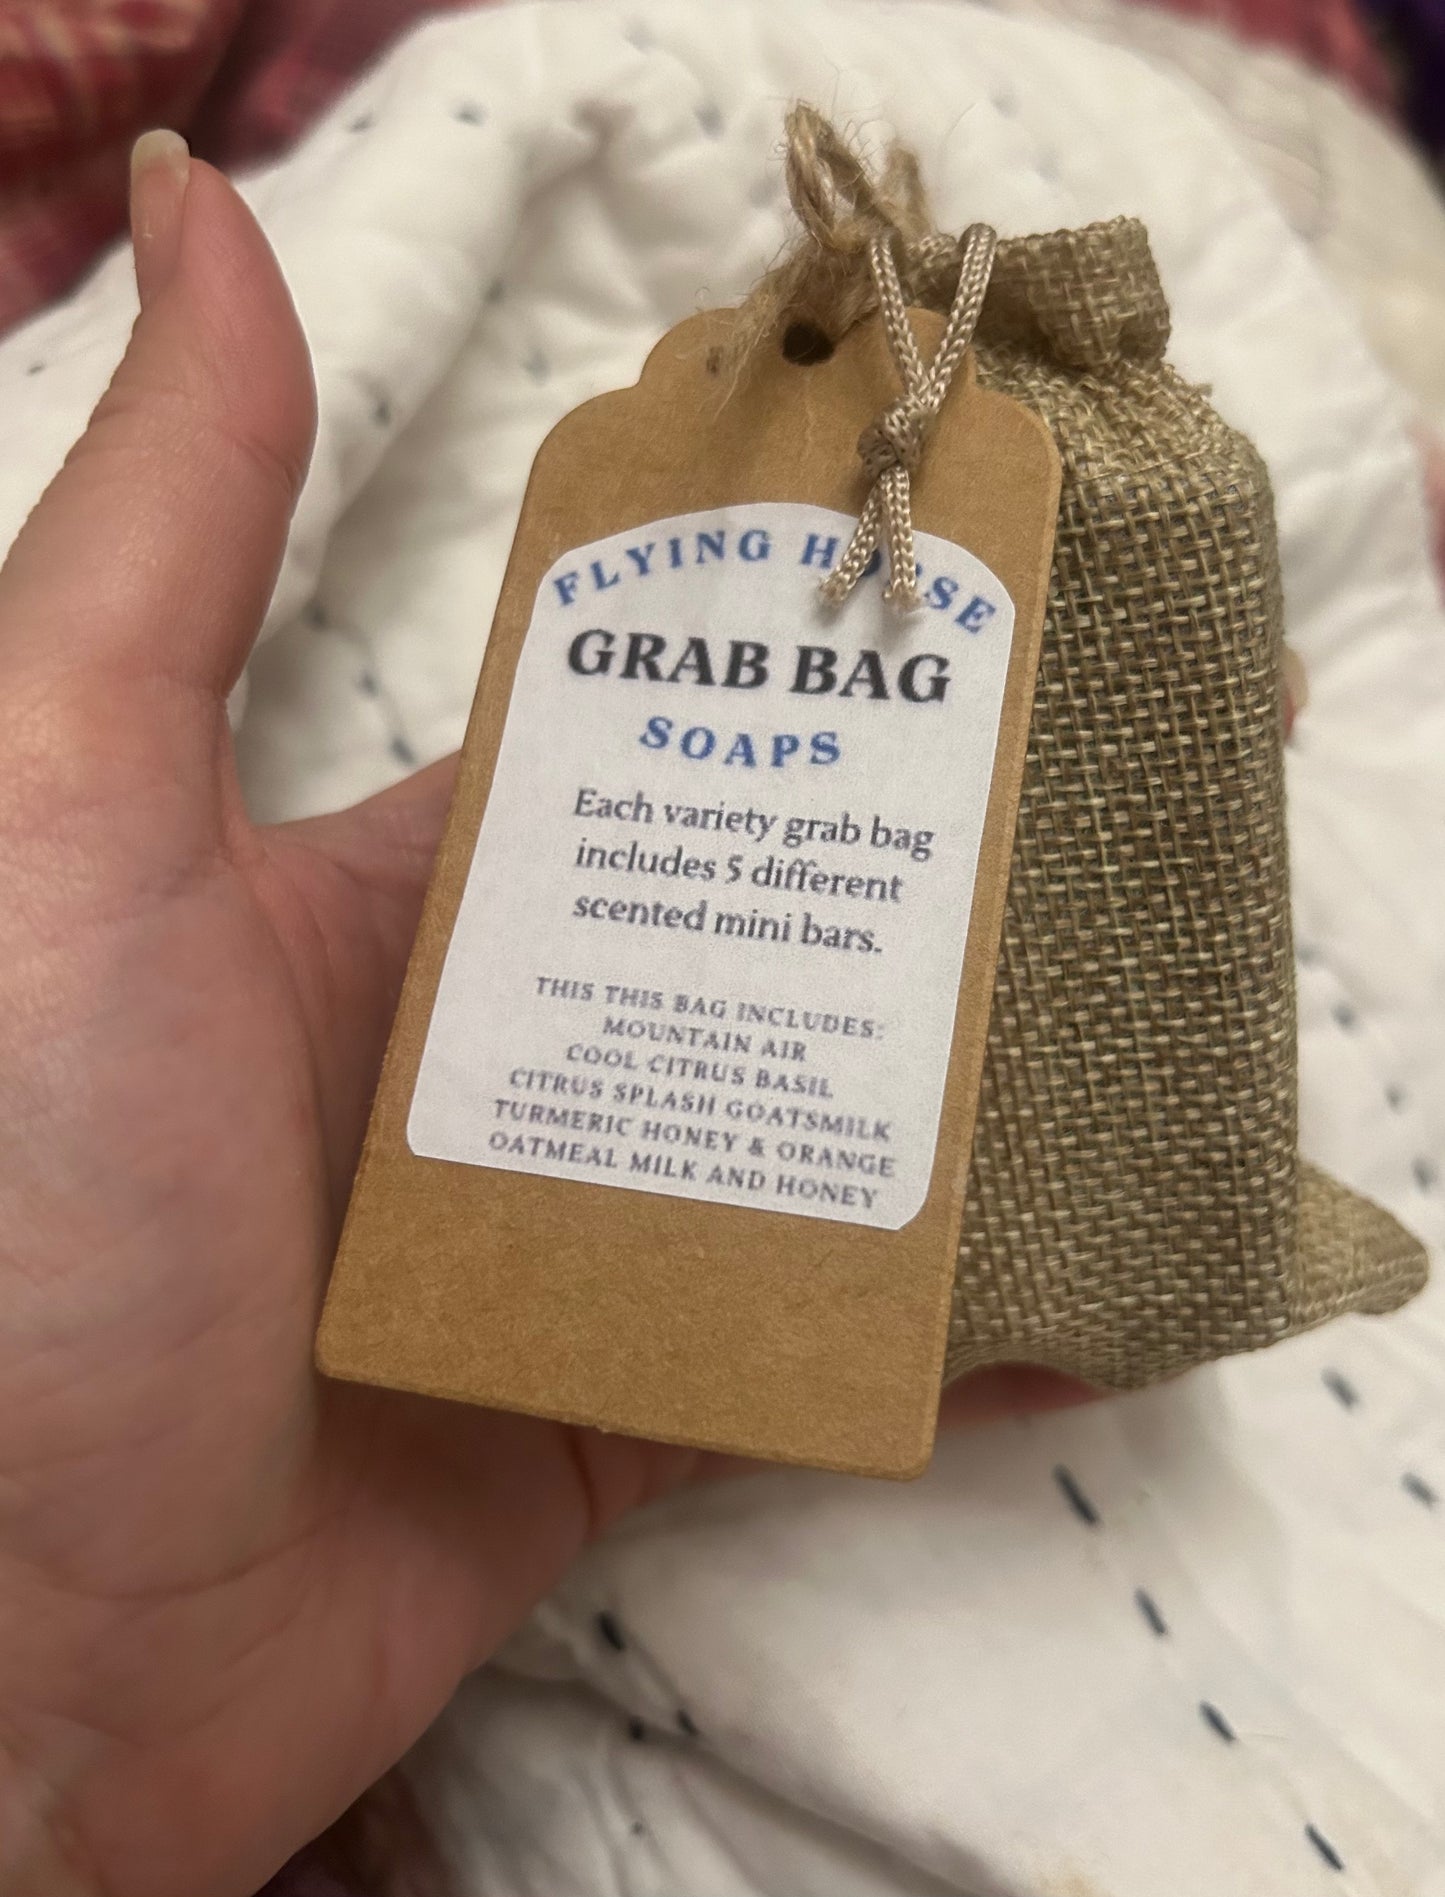 FLYING HORSE
GRAB BAG
SOAPS
Each variety grab bag
includes 5 different
scented mini bars.
THIS THIS BAG INCLUDES:
MOUNTAIN AIR
COOL CITRUS BASIL
CITRUS SPLASH GOATSMILK
TURMERIC HONEY & ORANGE
OATMEAL MILK AND HONEY